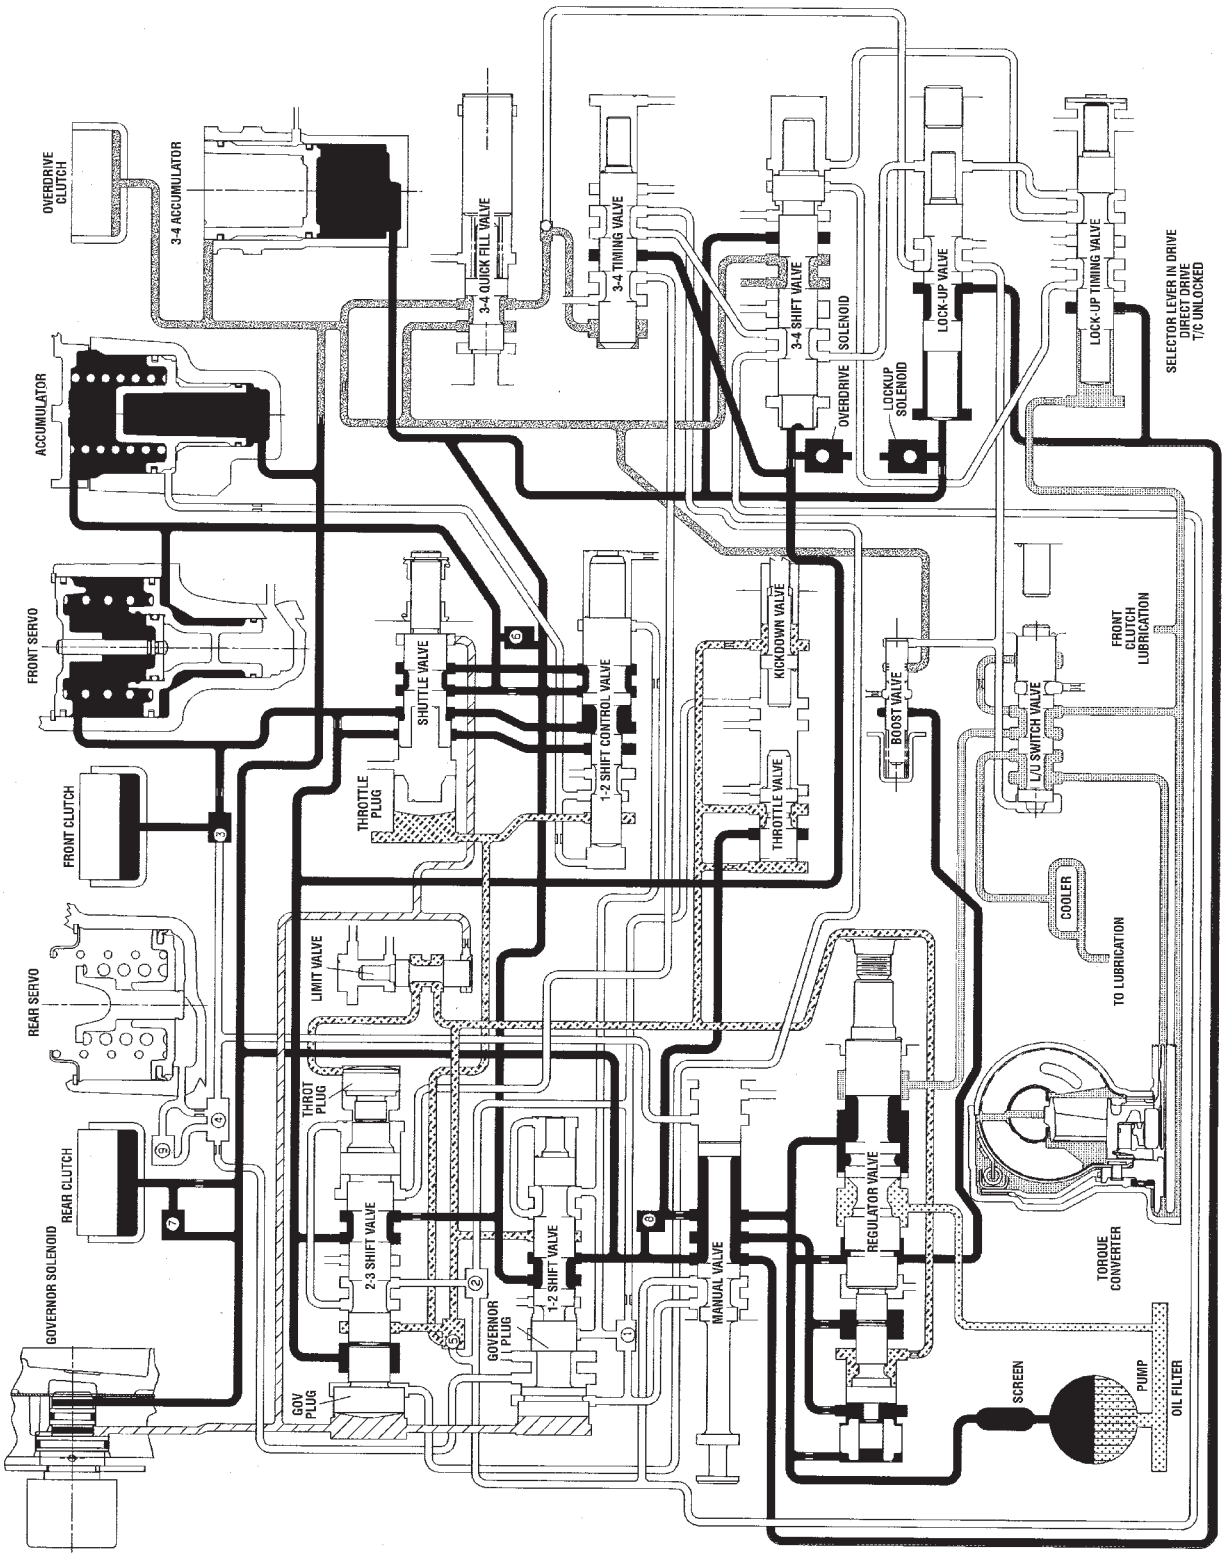 OVERDRIVE
CLUTCH
3-4 ACCUMULATOR
3-4 QUICK FILL VALVE
3-4 TIMING VALVE
3-4 SHIFT VALVE
OVERDRIVE SOLENOID
LOCK-UP VALVE
LOCKUP
SOLENOID
LOCK-UP TIMING VALVE
SELECTOR LEVER IN DRIVE
DIRECT DRIVE
T/C UNLOCKED
ACCUMULATOR
FRONT SERVO
SHUTTLE VALVE
THROTTLE
PLUG
6
1-2 SHIFT CONTROL VALVE
KICKDOWN VALVE
THROTTLE VALVE
BOOST VALVE
L/U SWITCH VALVE
FRONT
CLUTCH
LUBRICATION
FRONT CLUTCH
3
COOLER
TO LUBRICATION
REAR SERVO
LIMIT VALVE
9
4
THROT
PLUG
REAR CLUTCH
7
2-3 SHIFT VALVE
2
5
1-2 SHIFT VALVE
GOVERNOR
PLUG
1
8
MANUAL VALVE
REGULATOR VALVE
TORQUE
CONVERTER
GOVERNOR SOLENOID
GOV
PLUG
SCREEN
PUMP
OIL FILTER